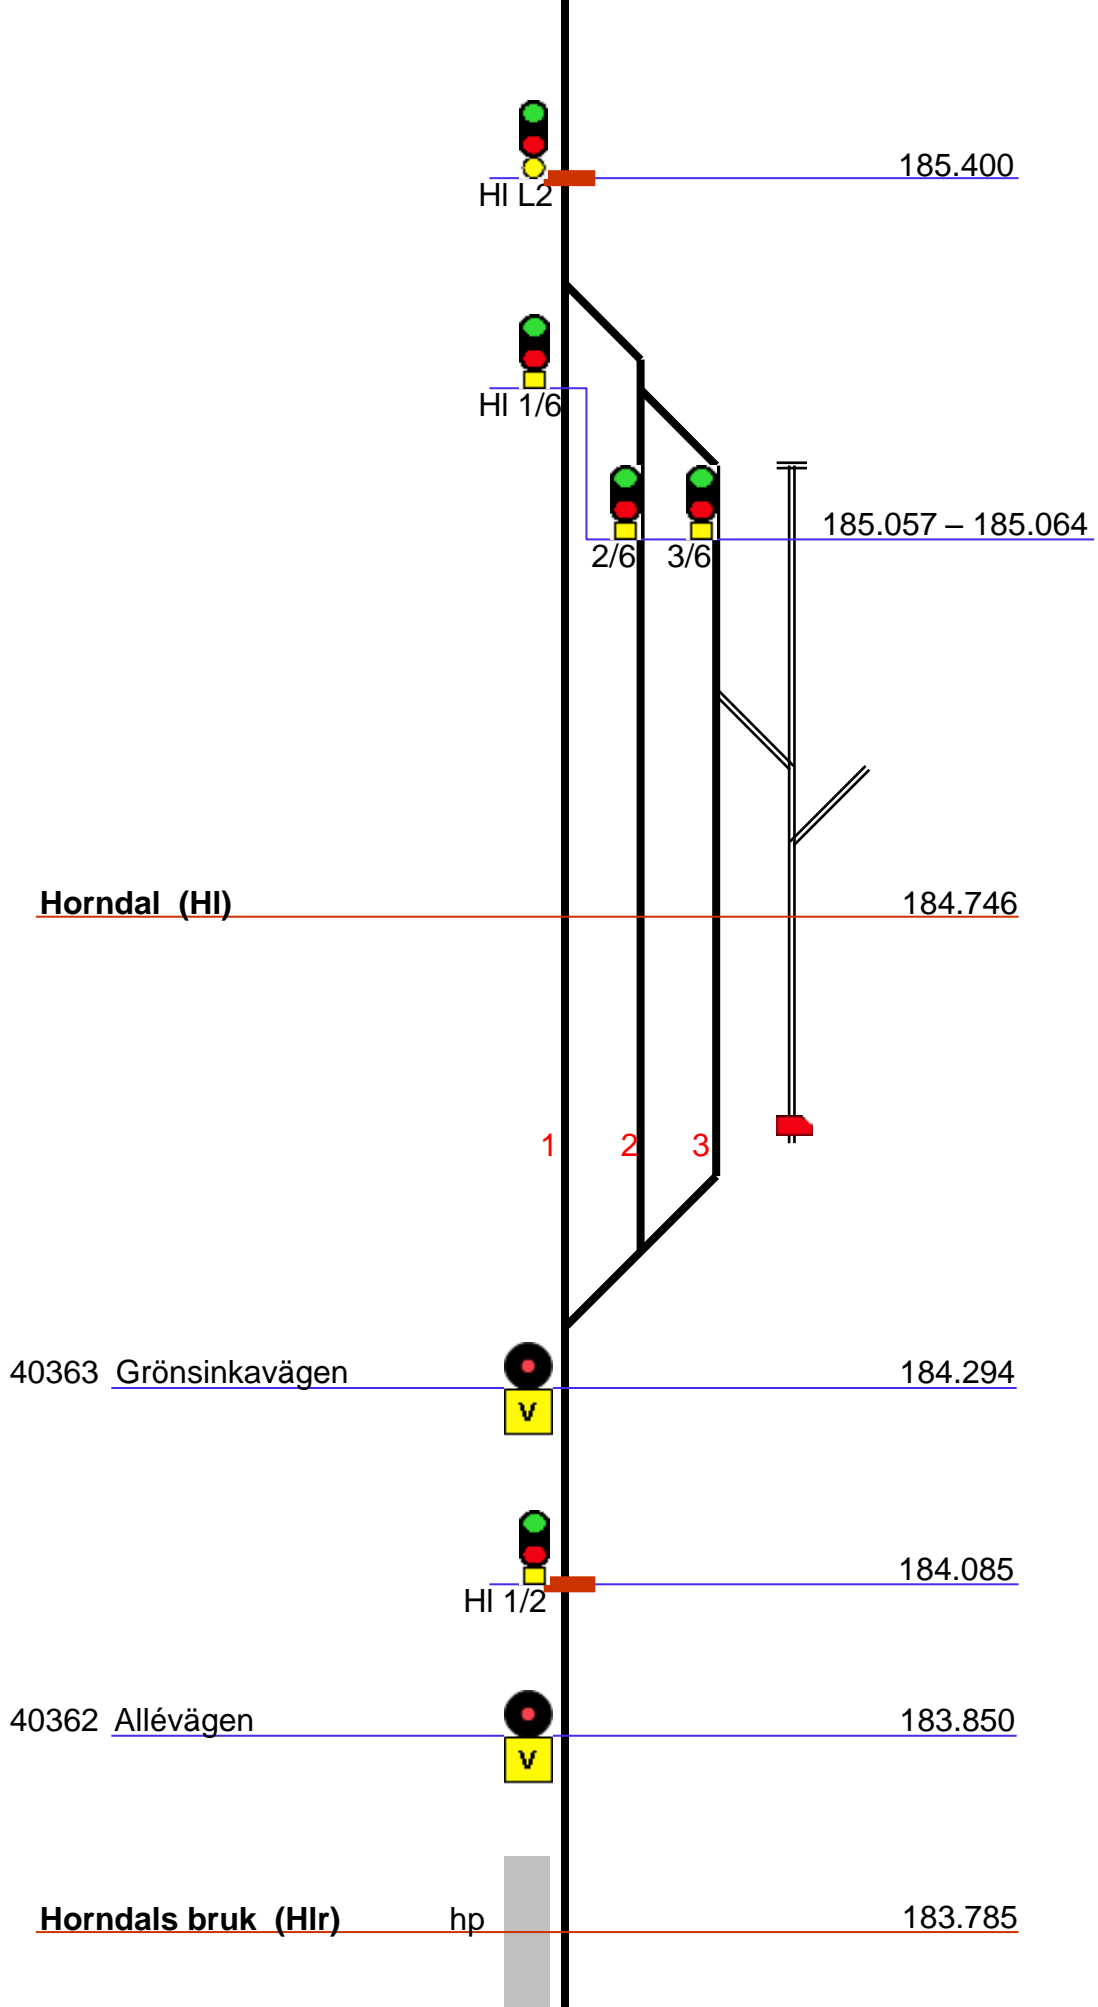 185.400
Hl L2
Hl 1/6
185.057 – 185.064
2/6 3/6
Horndal (Hl) 184.746
1 2 3
40363 Grönsinkavägen 184.294
V
184.085
Hl 1/2
40362 Allévägen 183.850
V
Horndals bruk (Hlr) hp 183.785